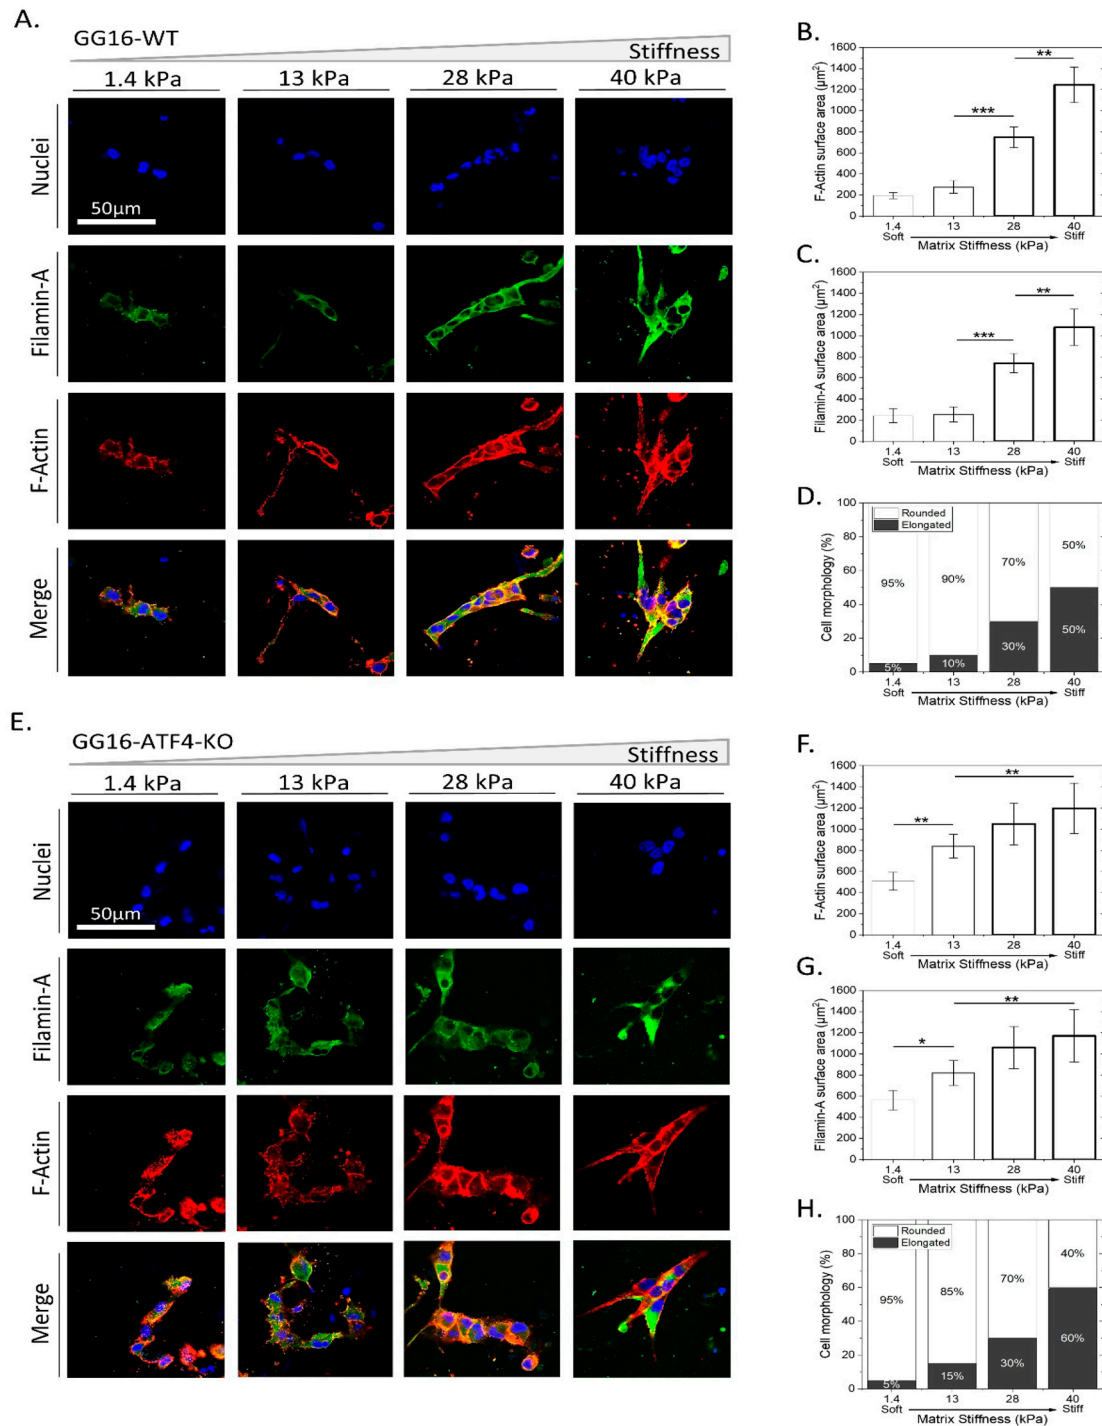 A.
GG16-WT
Stiffness
1.4 kPa 13 kPa 28 kPa 40 kPa
Nuclei
50µm
Filamin-A
F-Actin
Merge
B.
F-Actin surface area (µm²)
1600
1400
1200
1000
800
600
400
200
0
***
**
1.4 13 28 40
Soft Stiff
Matrix Stiffness (kPa)
C.
Filamin-A surface area (µm²)
1600
1400
1200
1000
800
600
400
200
0
***
**
1.4 13 28 40
Soft Stiff
Matrix Stiffness (kPa)
D.
Cell morphology (%)
100
80
60
40
20
0
Rounded
Elongated
95% 90% 70% 50%
5% 10% 30% 50%
1.4 13 28 40
Soft Stiff
Matrix Stiffness (kPa)
E.
GG16-ATF4-KO
Stiffness
1.4 kPa 13 kPa 28 kPa 40 kPa
Nuclei
50µm
Filamin-A
F-Actin
Merge
F.
F-Actin surface area (µm²)
1600
1400
1200
1000
800
600
400
200
0
**
**
1.4 13 28 40
Soft Stiff
Matrix Stiffness (kPa)
G.
Filamin-A surface area (µm²)
1600
1400
1200
1000
800
600
400
200
0
*
**
1.4 13 28 40
Soft Stiff
Matrix Stiffness (kPa)
H.
Cell morphology (%)
100
80
60
40
20
0
Rounded
Elongated
95% 85% 70% 40%
5% 15% 30% 60%
1.4 13 28 40
Soft Stiff
Matrix Stiffness (kPa)